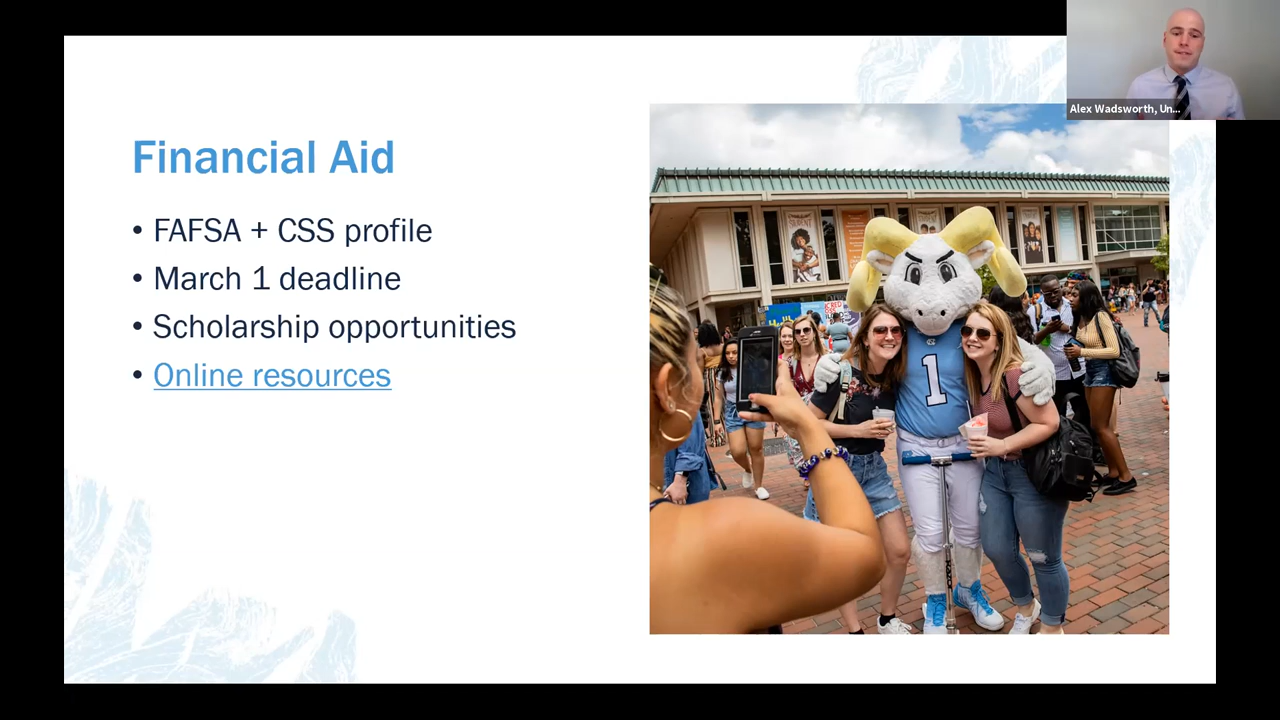 Alex Wadsworth, Un...
Financial Aid
• FAFSA + CSS profile
• March 1 deadline
• Scholarship opportunities
• Online resources
1